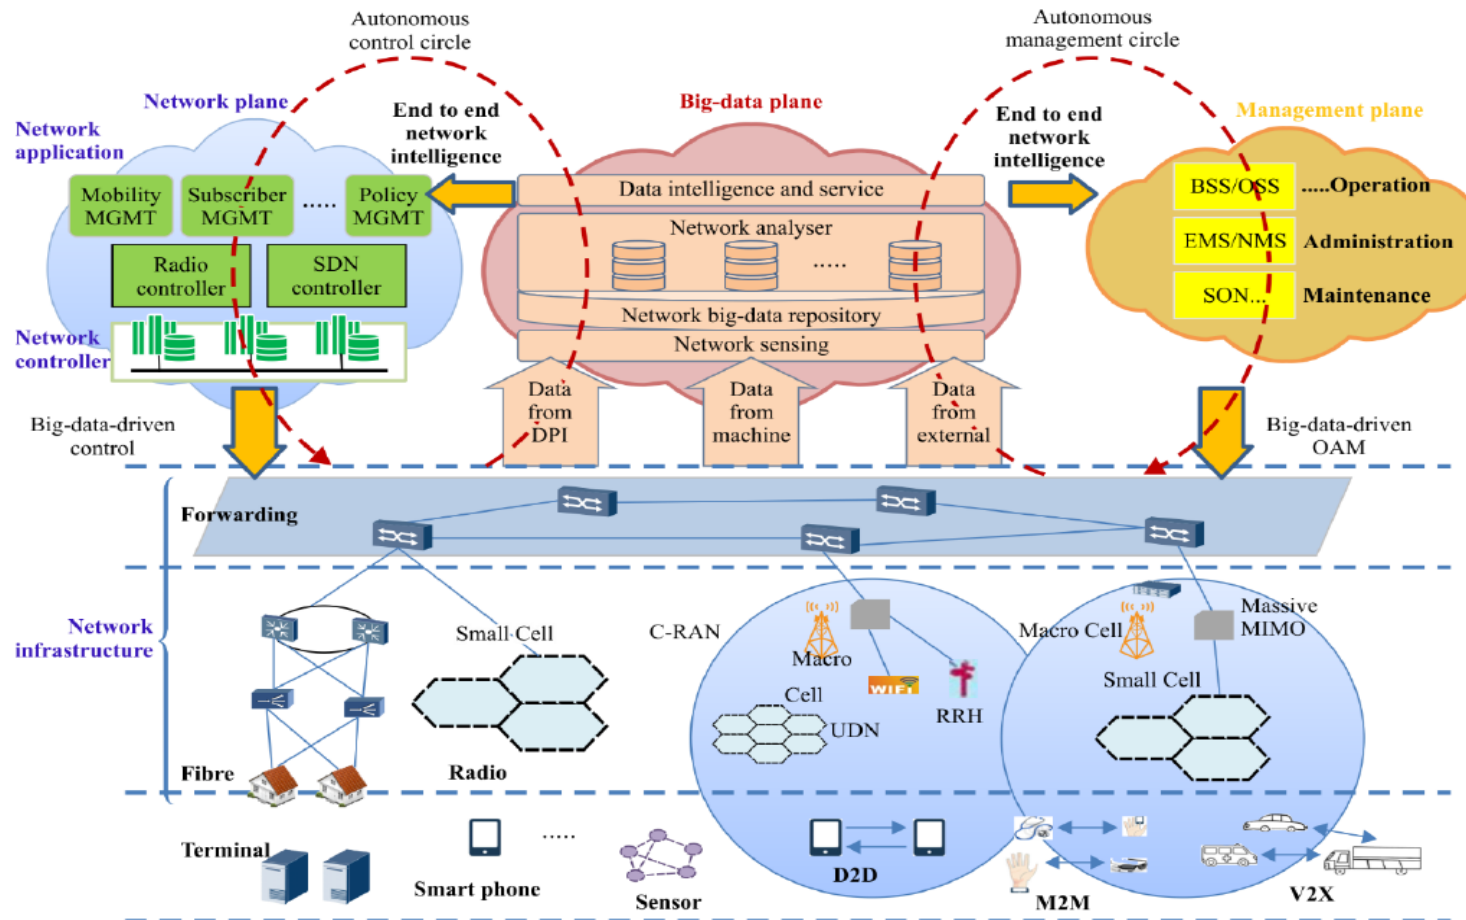 Autonomous
control circle
Autonomous
management circle
Network plane
Big-data plane
Management plane
Network
application
End to end
network
intelligence
End to end
network
intelligence
Mobility
MGMT
Subscriber
MGMT
.....
Policy
MGMT
Data intelligence and service
BSS/OSS
.....Operation
Network analyser
.....
EMS/NMS
Administration
Radio
controller
SDN
controller
Network big-data repository
SON...
Maintenance
Network
controller
Network sensing
Data
from
DPI
Data
from
machine
Data
from
external
Big-data-driven
control
Big-data-driven
OAM
Forwarding
Network
infrastructure
Small Cell
C-RAN
Macro
WIFI
RRH
Cell
UDN
Macro Cell
Massive
MIMO
Small Cell
Fibre
Radio
Terminal
Smart phone
.....
Sensor
D2D
M2M
V2X